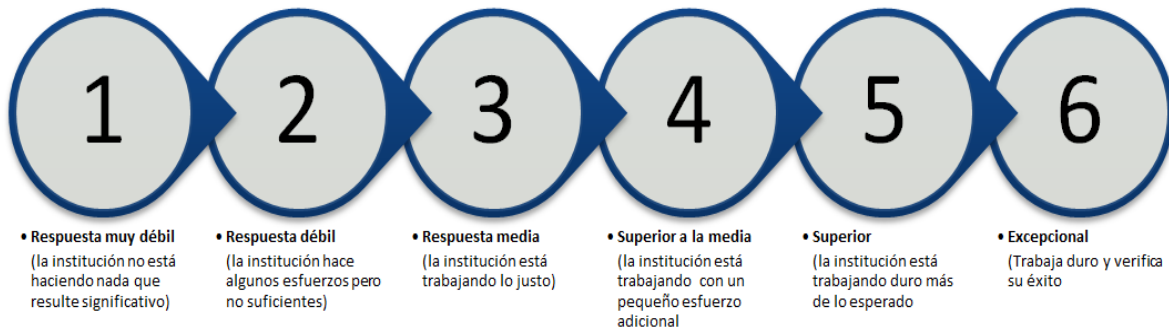 1
2
3
4
5
6
• Respuesta muy débil
(la institución no está
haciendo nada que
resulte significativo)
• Respuesta débil
(la institución hace
algunos esfuerzos pero
no suficientes)
• Respuesta media
(la institución está
trabajando lo justo)
• Superior a la media
(la institución está
trabajando con un
pequeño esfuerzo
adicional
• Superior
(la institución está
trabajando duro más
de lo esperado
• Excepcional
(Trabaja duro y verifica
su éxito)